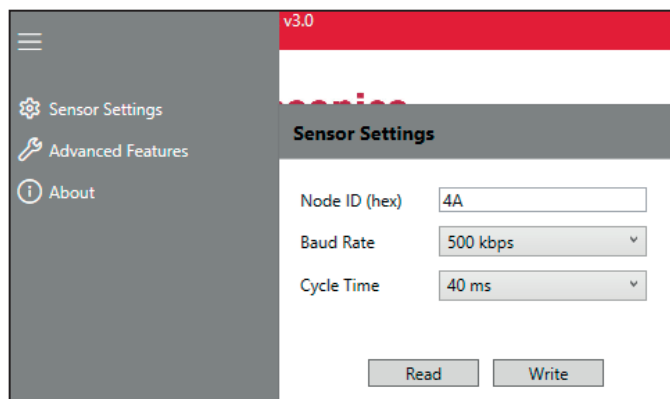 v3.0
Sensor Settings
Advanced Features
About
Sensor Settings
Node ID (hex) 4A
Baud Rate 500 kbps
Cycle Time 40 ms
Read Write